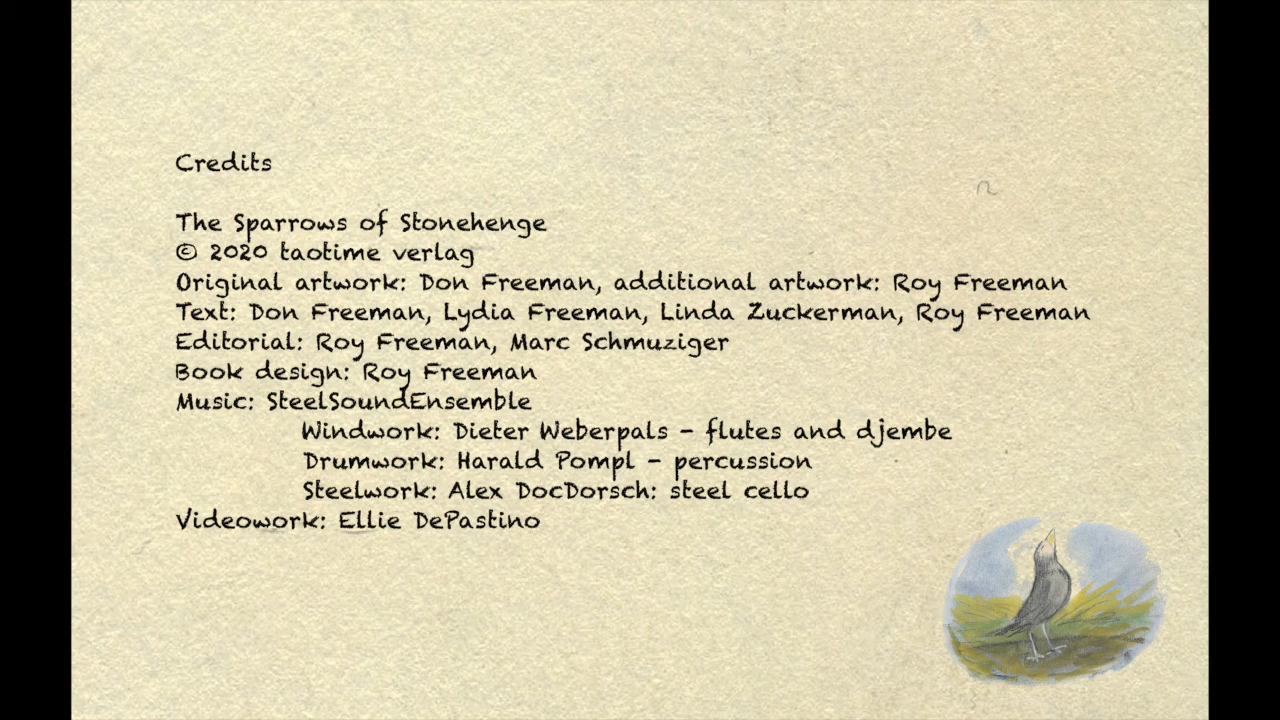 Credits
The Sparrows of Stonehenge
© 2020 taotime verlag
Original artwork: Don Freeman, additional artwork: Roy Freeman
Text: Don Freeman, Lydia Freeman, Linda Zuckerman, Roy Freeman
Editorial: Roy Freeman, Marc Schmuziger
Book design: Roy Freeman
Music: SteelSoundEnsemble
Windwork: Dieter Weberpals - flutes and djembe
Drumwork: Harald Pompl - percussion
Steelwork: Alex DocDorsch: steel cello
Videowork: Ellie DePastino